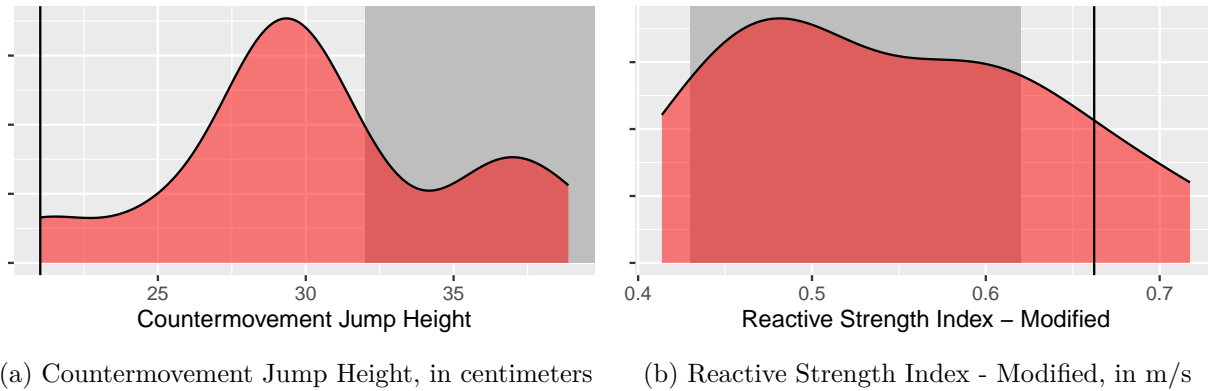 25 30 35
Countermovement Jump Height
(a) Countermovement Jump Height, in centimeters
0.4 0.5 0.6 0.7
Reactive Strength Index – Modified
(b) Reactive Strength Index - Modified, in m/s